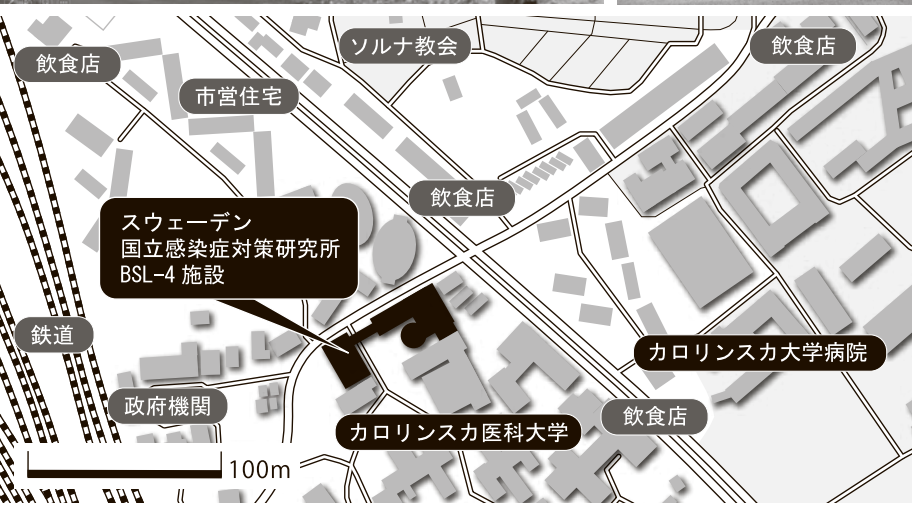 飲食店
ソルナ教会
飲食店
市営住宅
飲食店
スウェーデン
国立感染症対策研究所
BSL-4 施設
鉄道
カロリンスカ大学病院
政府機関
飲食店
カロリンスカ医科大学
100m